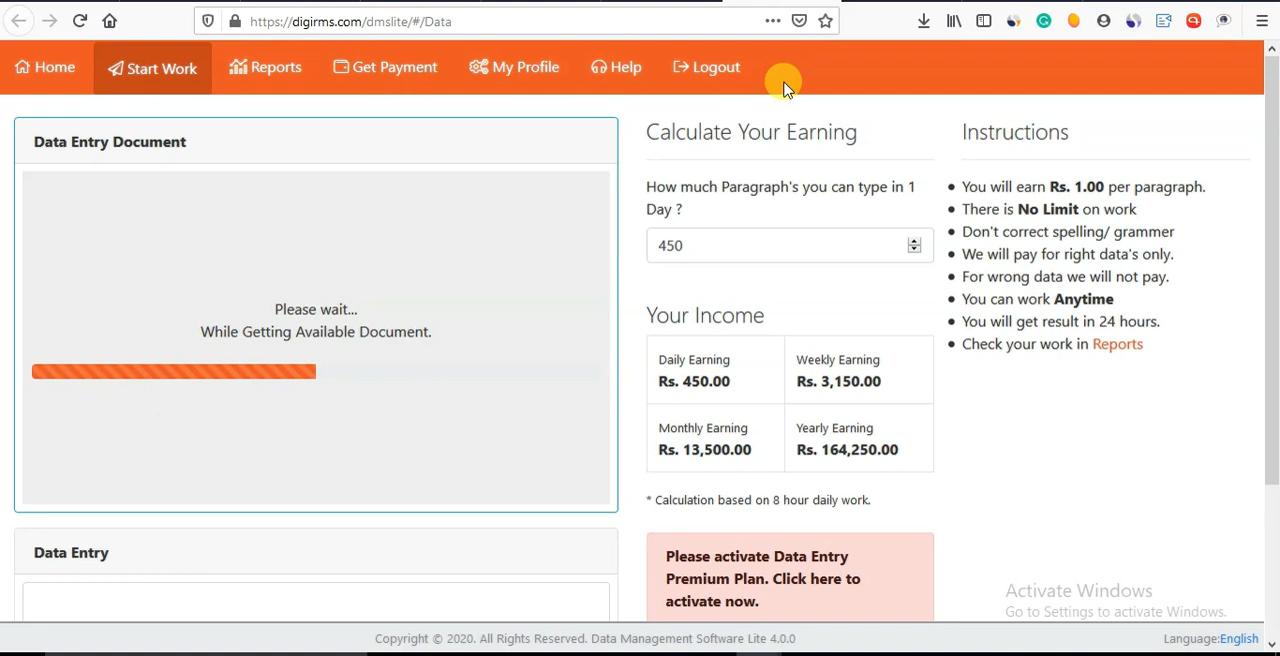 https://digirms.com/dmslite/#/Data
Home
Start Work
Reports
Get Payment
My Profile
Help
Logout
Data Entry Document
Please wait...
While Getting Available Document.
Data Entry
Calculate Your Earning
How much Paragraph's you can type in 1
Day ?
450
Your Income
Daily Earning
Rs. 450.00
Weekly Earning
Rs. 3,150.00
Monthly Earning
Rs. 13,500.00
Yearly Earning
Rs. 164,250.00
* Calculation based on 8 hour daily work.
Please activate Data Entry
Premium Plan. Click here to
activate now.
Instructions
You will earn Rs. 1.00 per paragraph.
There is No Limit on work
Don't correct spelling/ grammer
We will pay for right data's only.
For wrong data we will not pay.
You can work Anytime
You will get result in 24 hours.
Check your work in Reports
Activate Windows
Go to Settings to activate Windows.
Copyright © 2020. All Rights Reserved. Data Management Software Lite 4.0.0
Language:English